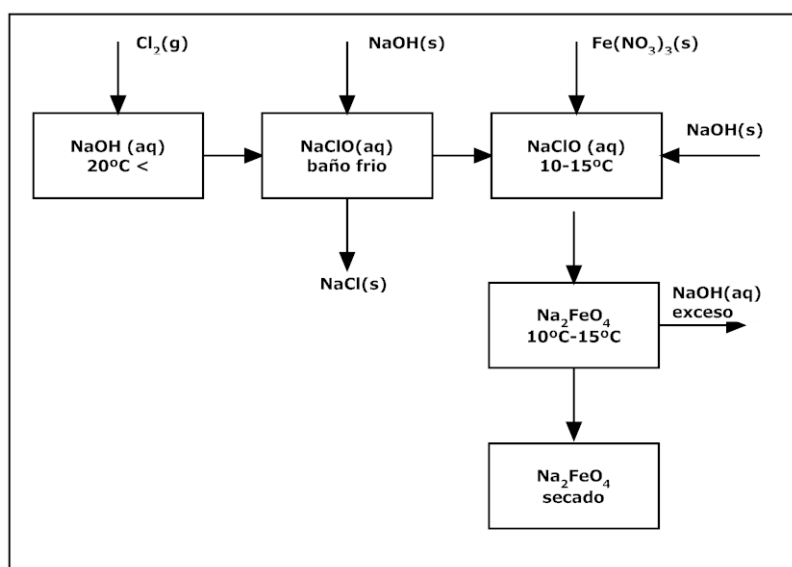 Cl₂(g)
NaOH(s)
Fe(NO₃)₃(s)
NaOH (aq)
20ºC <
NaClO(aq)
baño frio
NaClO (aq)
10-15ºC
NaOH(s)
NaCl(s)
Na₂FeO₄
10ºC-15ºC
NaOH(aq)
exceso
Na₂FeO₄
secado